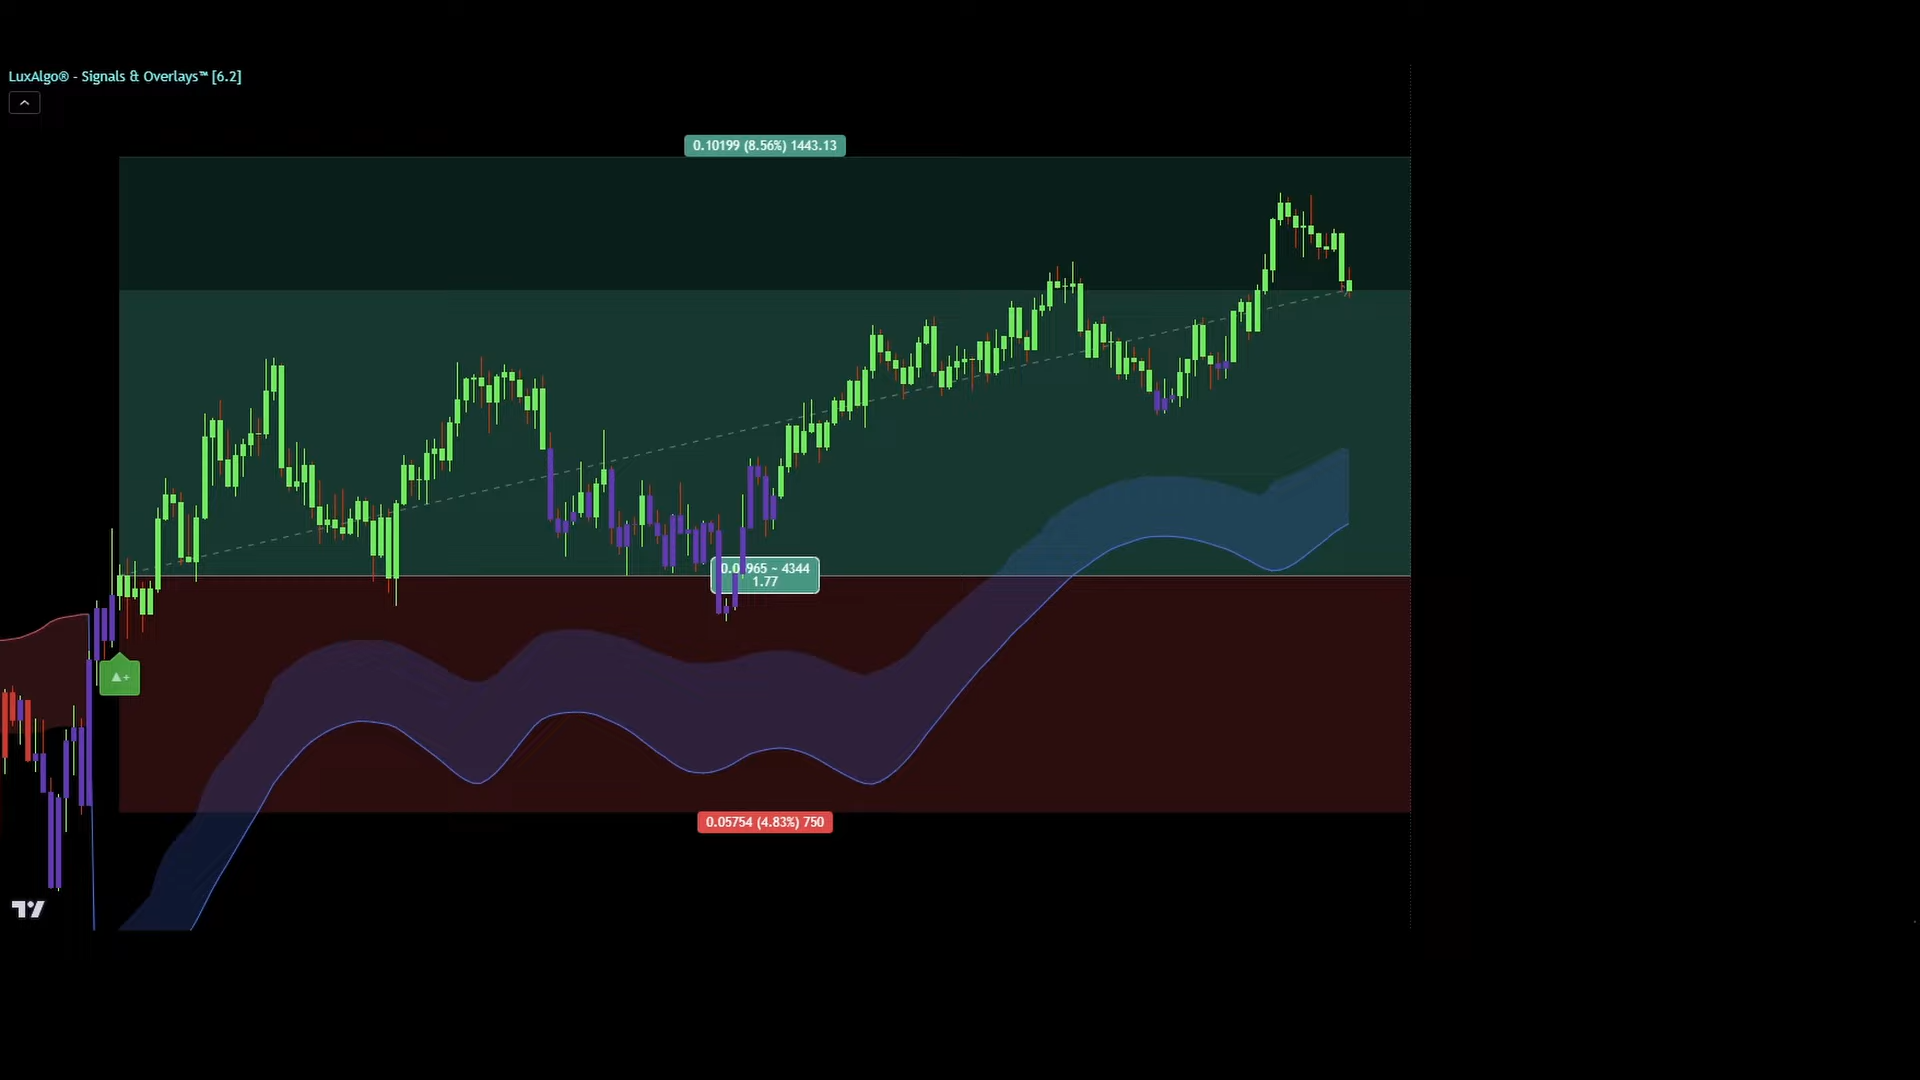 LuxAlgo® - Signals & Overlays™ [6.2]
0.10199 (8.56%) 1443.13
~ 4344
1.77
0.05754 (4.83%) 750